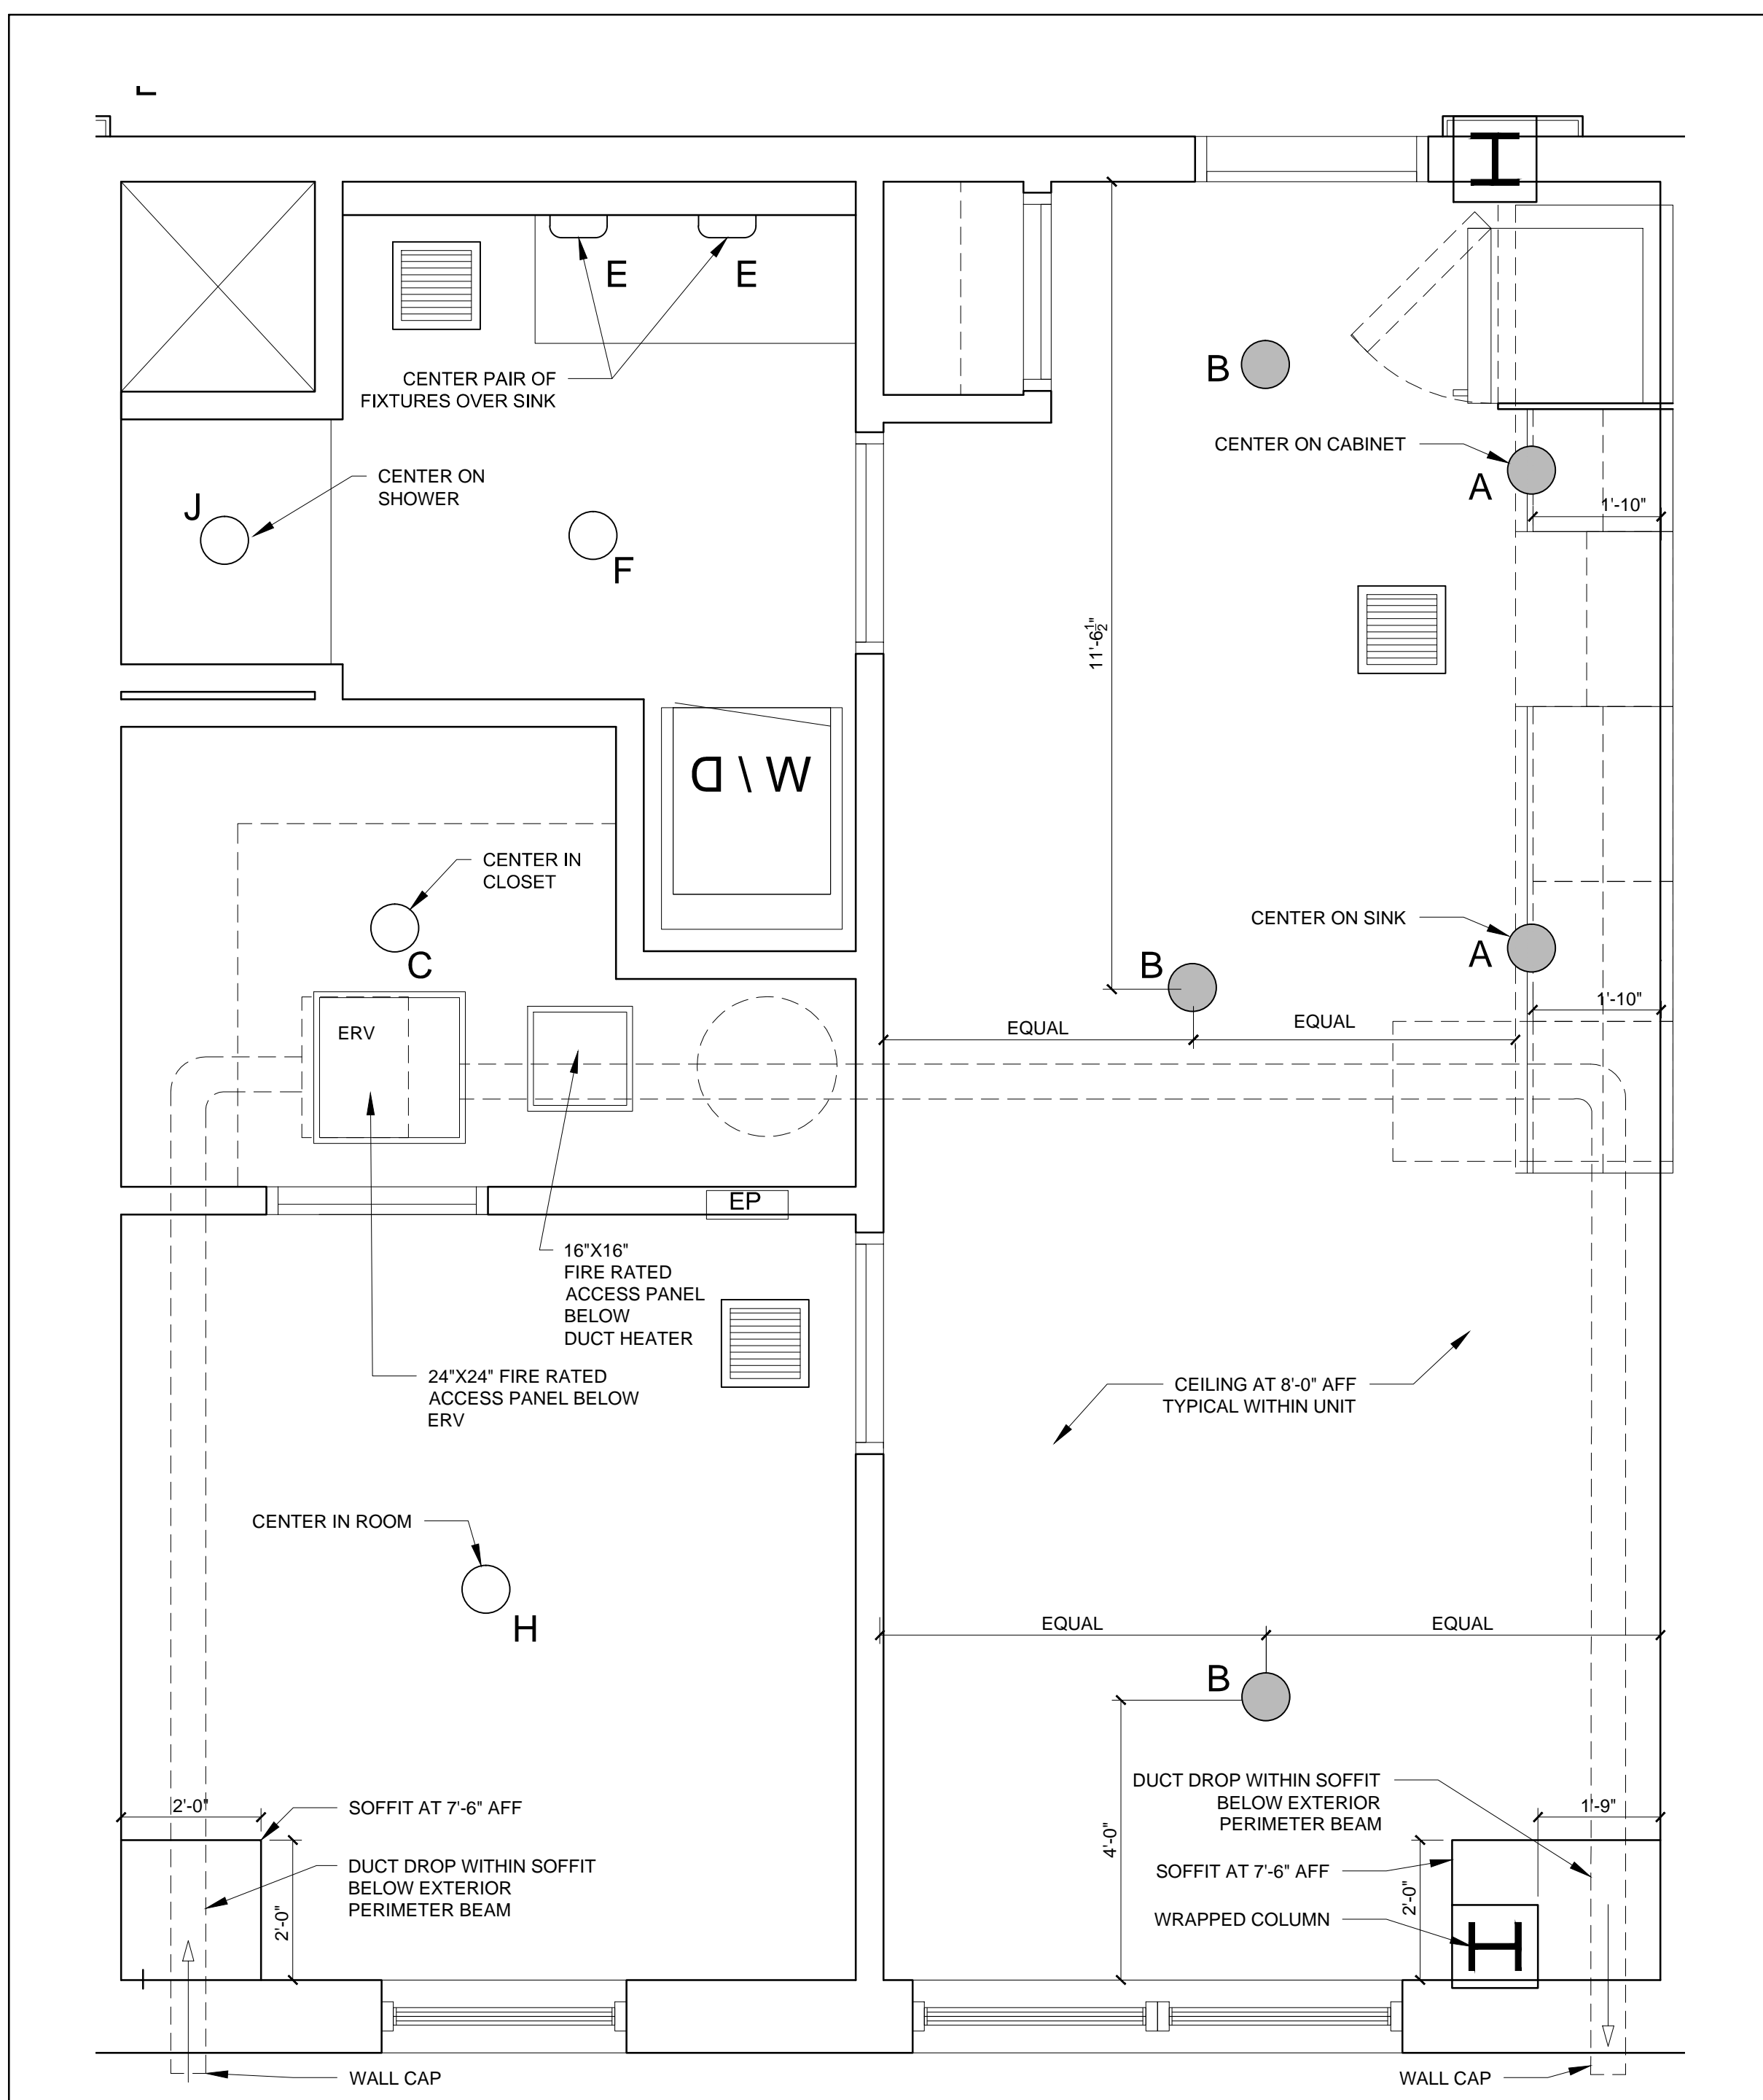 E
E
CENTER PAIR OF
FIXTURES OVER SINK
B
CENTER ON CABINET
A
1'-10"
CENTER ON
SHOWER
J
F
11'-6 1/2"
W / D
CENTER IN
CLOSET
C
CENTER ON SINK
A
B
1'-10"
EQUAL
EQUAL
ERV
EP
16"X16"
FIRE RATED
ACCESS PANEL
BELOW
DUCT HEATER
24"X24" FIRE RATED
ACCESS PANEL BELOW
ERV
CEILING AT 8'-0" AFF
TYPICAL WITHIN UNIT
CENTER IN ROOM
H
EQUAL
EQUAL
B
4'-0"
2'-0"
SOFFIT AT 7'-6" AFF
DUCT DROP WITHIN SOFFIT
BELOW EXTERIOR
PERIMETER BEAM
2'-0"
DUCT DROP WITHIN SOFFIT
BELOW EXTERIOR
PERIMETER BEAM
1'-9"
SOFFIT AT 7'-6" AFF
2'-0"
WRAPPED COLUMN
WALL CAP
WALL CAP